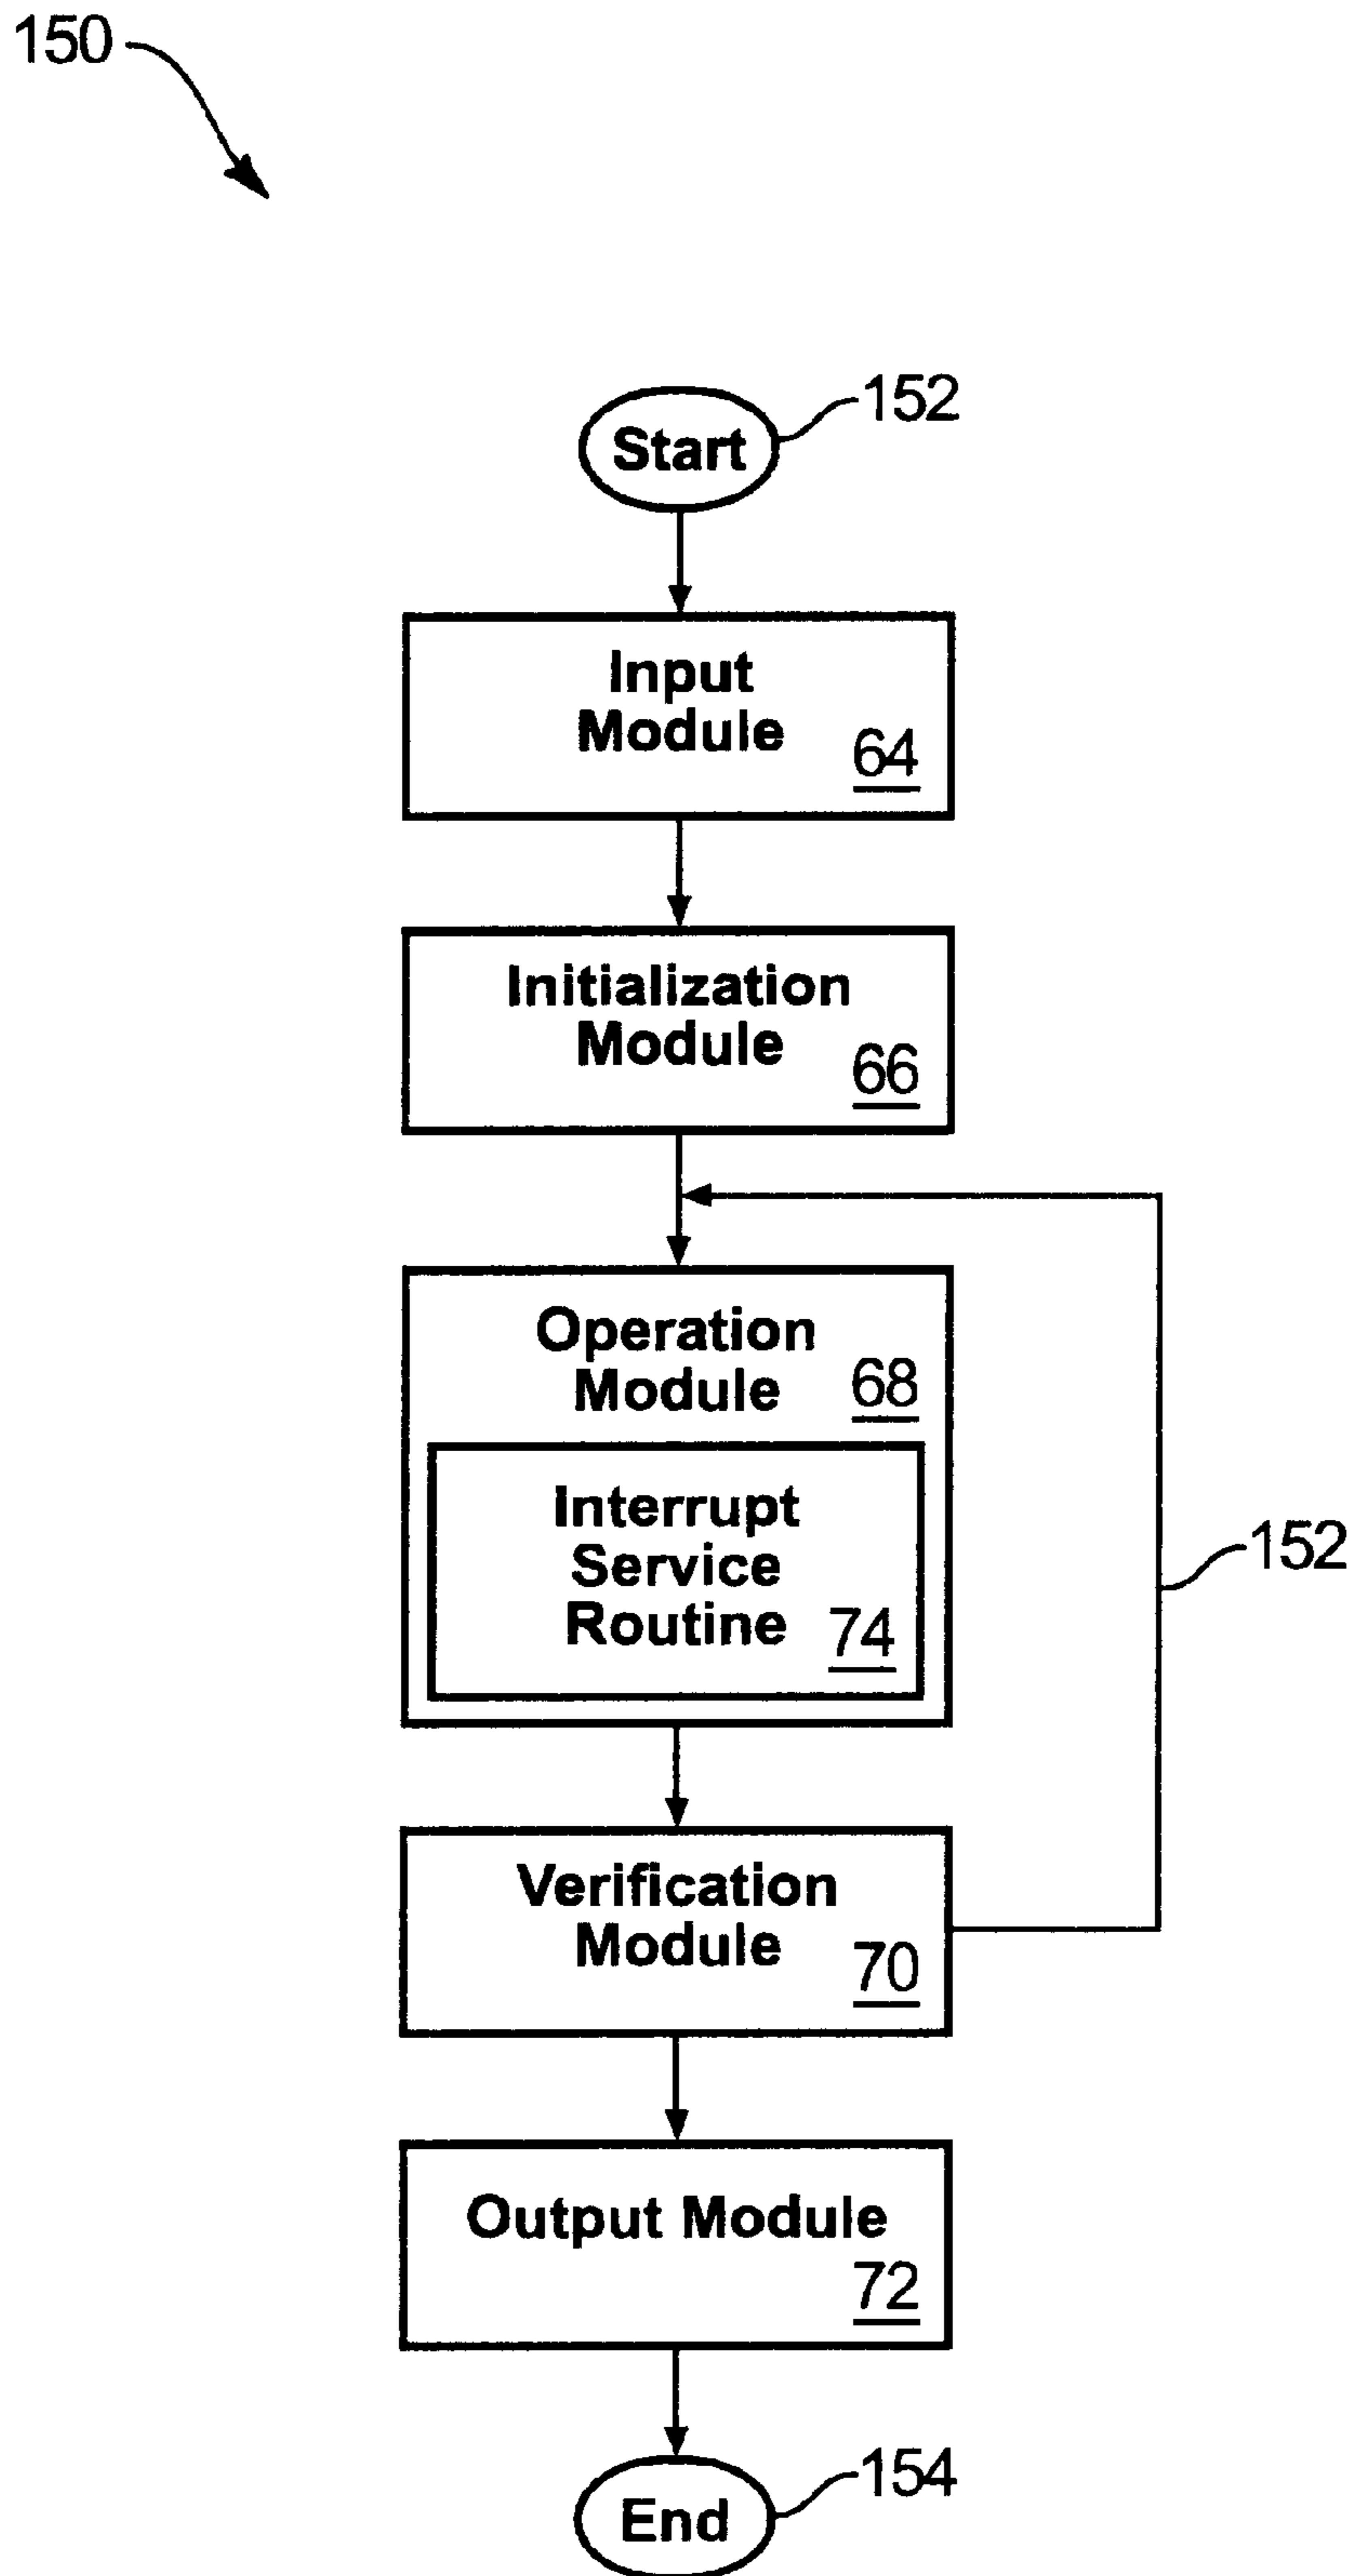 150
152
Start
Input
Module
64
Initialization
Module
66
Operation
Module
68
Interrupt
Service
Routine
74
152
Verification
Module
70
Output Module
72
154
End